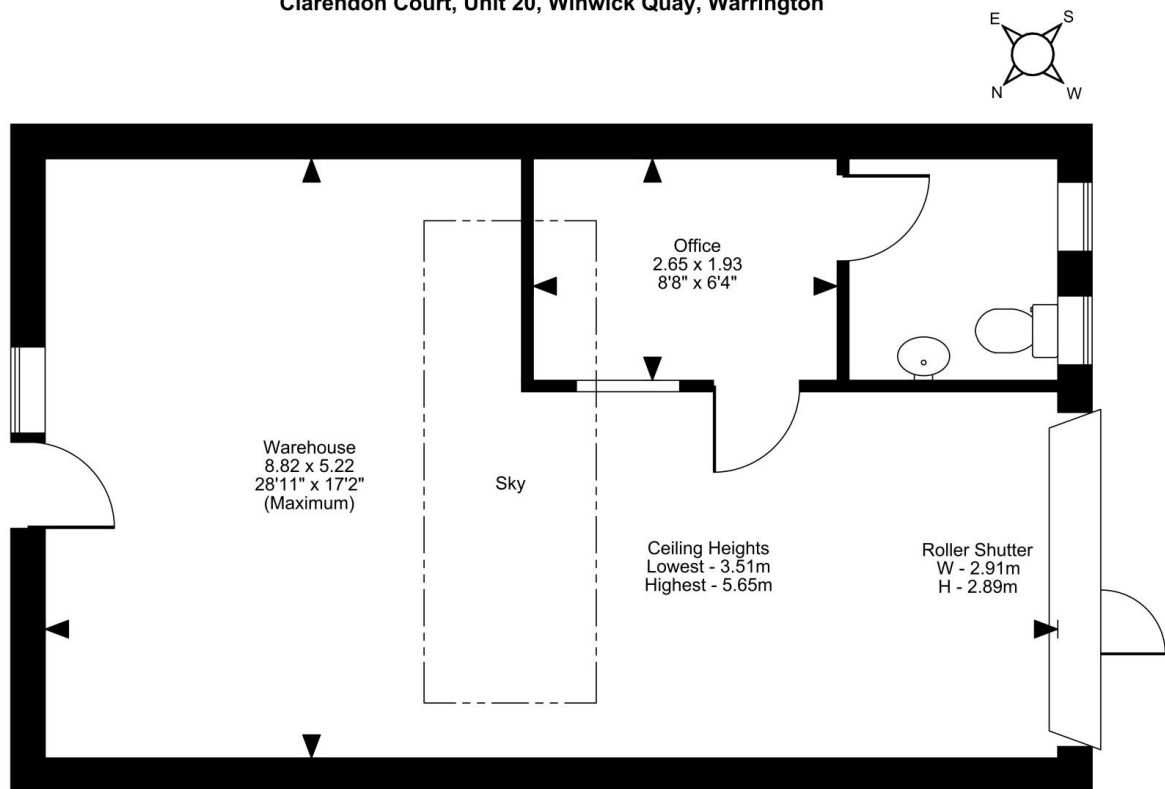 Clarendon Court, Unit 20, Winwick Quay, Warrington
E
S
N
W
Office
2.65 x 1.93
8'8" x 6'4"
Warehouse
8.82 x 5.22
28'11" x 17'2"
(Maximum)
Sky
Ceiling Heights
Lowest - 3.51m
Highest - 5.65m
Roller Shutter
W - 2.91m
H - 2.89m